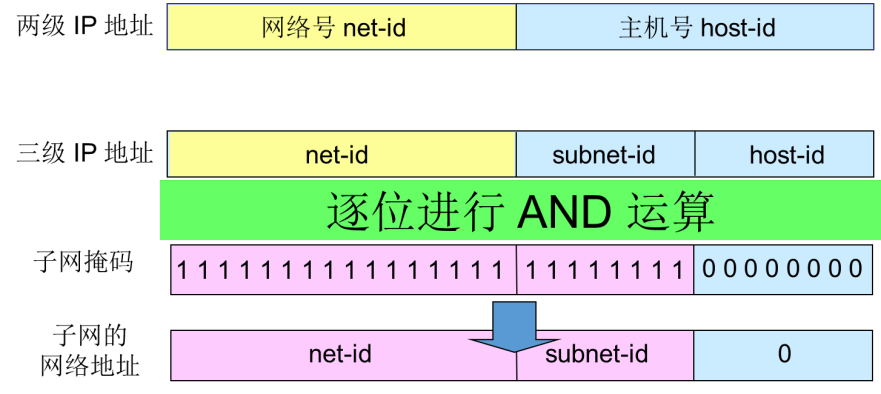 两级 IP 地址 网络号 net-id 主机号 host-id
三级 IP 地址 net-id subnet-id host-id
逐位进行 AND 运算
子网掩码 1 1 1 1 1 1 1 1 1 1 1 1 1 1 1 1 1 1 1 1 1 1 1 1 0 0 0 0 0 0 0 0
子网的
网络地址 net-id subnet-id 0